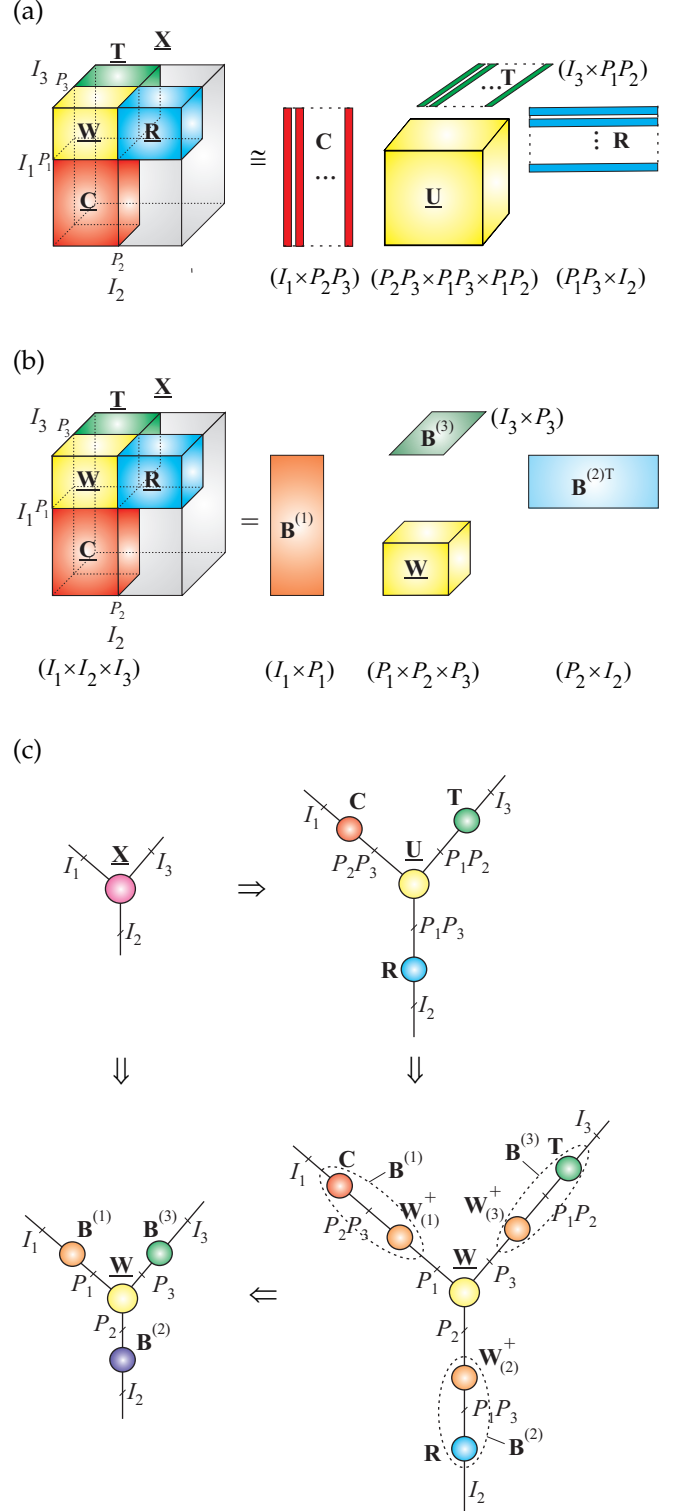 (a)
X
T
I₃ P₃
(I₃×P₁P₂)
...T
W R
C
...
⋮ R
I₁ P₁
≅
C
U
P₂
I₂
(I₁×P₂P₃) (P₂P₃×P₁P₃×P₁P₂) (P₁P₃×I₂)
(b)
X
T
I₃ P₃
B⁽³⁾ (I₃×P₃)
W R
B⁽²⁾ᵀ
I₁ P₁
= B⁽¹⁾
C
W
P₂
I₂
(I₁×I₂×I₃) (I₁×P₁) (P₁×P₂×P₃) (P₂×I₂)
(c)
C T
I₁ I₃
X U
I₁ I₃ P₂P₃ P₁P₂
⇒
I₂ P₁P₃
R
I₂
⇓ ⇓
I₃
B⁽³⁾ T
C B⁽¹⁾
I₁
B⁽¹⁾ B⁽³⁾ W⁺₍₁₎ W⁺₍₃₎ P₁P₂
I₁ I₃ P₂P₃
W W
P₁ P₃ ⇐ P₁ P₃
P₂ P₂
B⁽²⁾ W⁺₍₂₎
I₂ P₁P₃
R B⁽²⁾
I₂